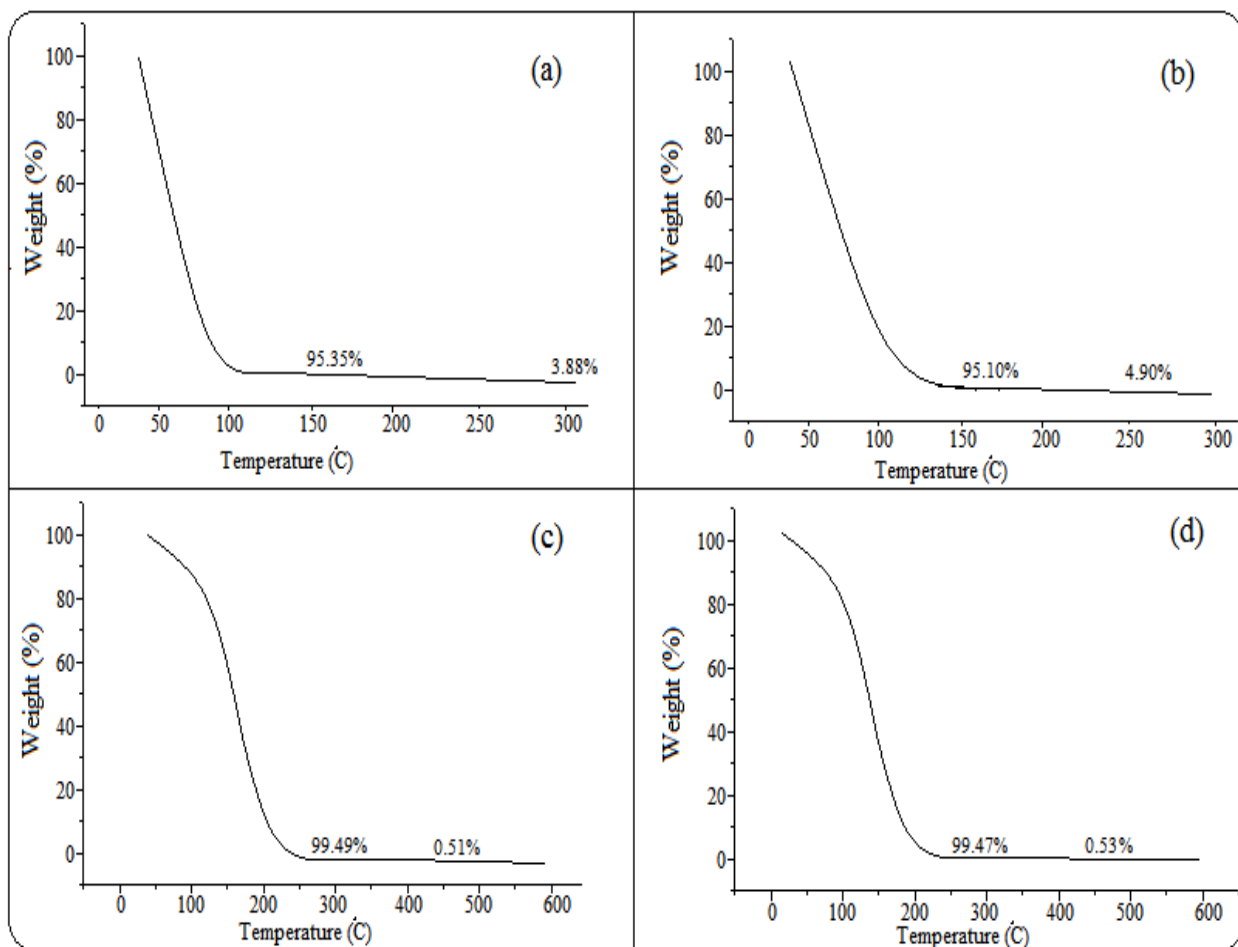 (a)
Weight (%)
100
80
60
40
20
0
95.35%
3.88%
0 50 100 150 200 250 300
Temperature (°C)
(b)
Weight (%)
100
80
60
40
20
0
95.10%
4.90%
0 50 100 150 200 250 300
Temperature (°C)
(c)
Weight (%)
100
80
60
40
20
0
99.49%
0.51%
0 100 200 300 400 500 600
Temperature (°C)
(d)
Weight (%)
100
80
60
40
20
0
99.47%
0.53%
0 100 200 300 400 500 600
Temperature (°C)